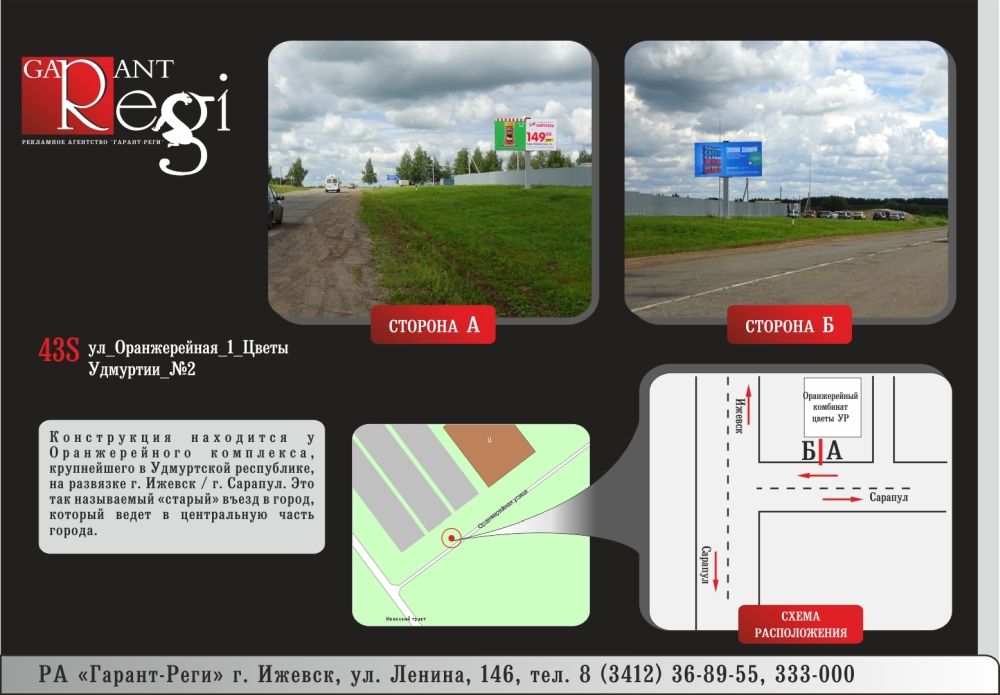 GARANT
Regi
РЕКЛАМНОЕ АГЕНТСТВО "ГАРАНТ-РЕГИ"
149
СТОРОНА А
СТОРОНА Б
43S ул_Оранжерейная_1_Цветы
Удмуртии_№2
Конструкция находится у
Оранжерейного комплекса,
крупнейшего в Удмуртской республике,
на развязке г. Ижевск / г. Сарапул. Это
так называемый «старый» въезд в город,
который ведет в центральную часть
города.
Оранжерейная улица
Ижевск
Оранжерейный
комбинат
цветы УР
Б А
Сарапул
Сарапул
СХЕМА
РАСПОЛОЖЕНИЯ
РА «Гарант-Реги» г. Ижевск, ул. Ленина, 146, тел. 8 (3412) 36-89-55, 333-000